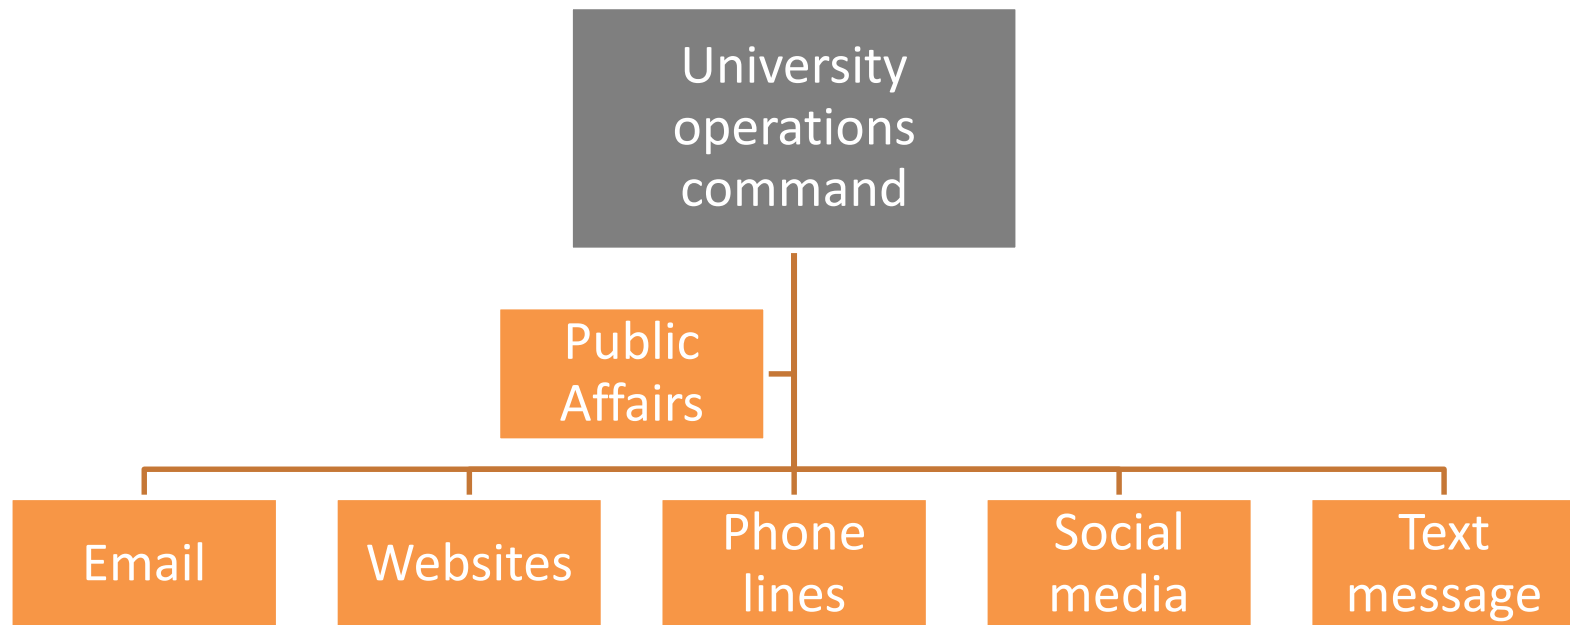 University
operations
command
Public
Affairs
Email
Websites
Phone
lines
Social
media
Text
message